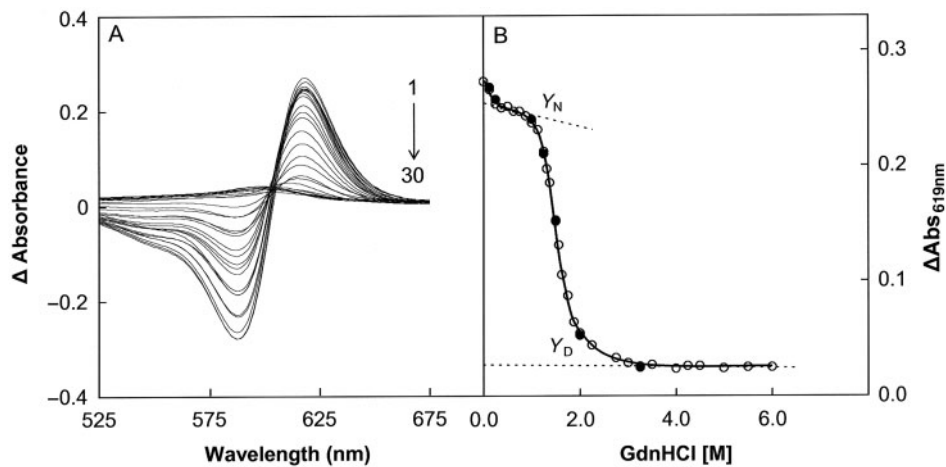 A
B
0.4
0.2
0
–0.2
–0.4
Δ Absorbance
1
30
525
575
625
675
Wavelength (nm)
Y_N
Y_D
0.3
0.2
0.1
0.0
ΔAbs619nm
0.0
2.0
4.0
6.0
GdnHCl [M]